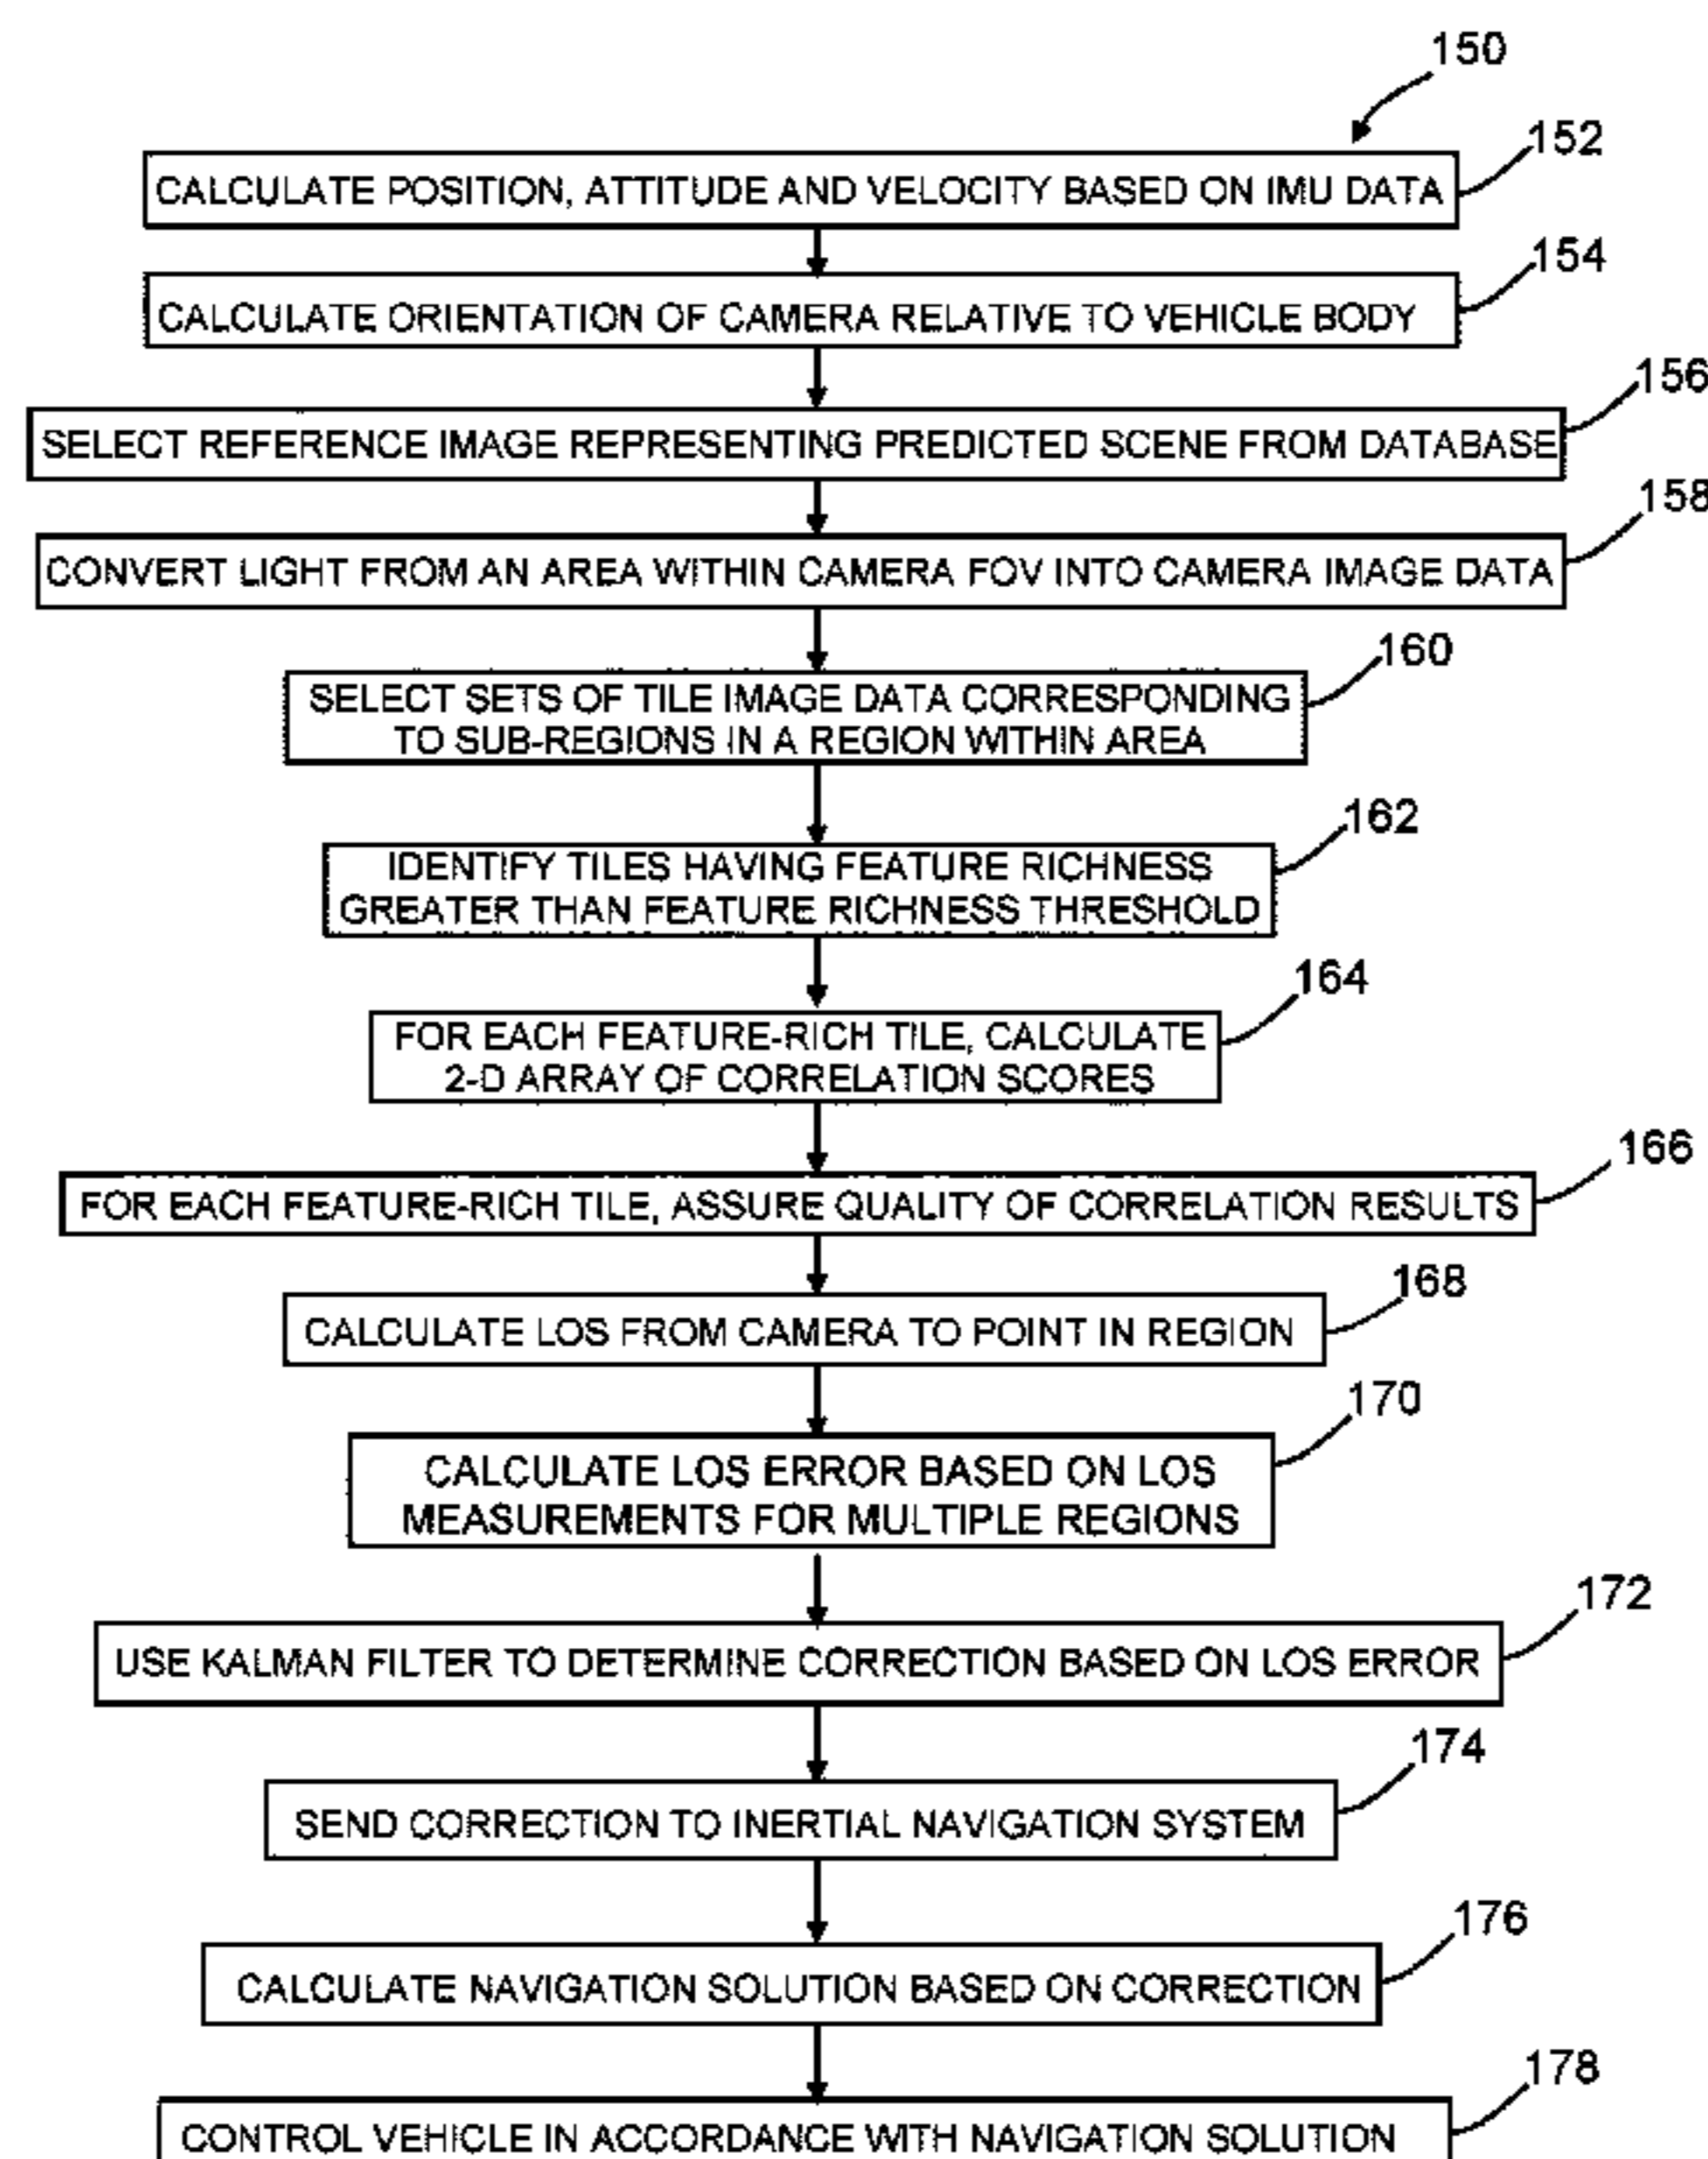 150
152
CALCULATE POSITION, ATTITUDE AND VELOCITY BASED ON IMU DATA
154
CALCULATE ORIENTATION OF CAMERA RELATIVE TO VEHICLE BODY
156
SELECT REFERENCE IMAGE REPRESENTING PREDICTED SCENE FROM DATABASE
158
CONVERT LIGHT FROM AN AREA WITHIN CAMERA FOV INTO CAMERA IMAGE DATA
160
SELECT SETS OF TILE IMAGE DATA CORRESPONDING
TO SUB-REGIONS IN A REGION WITHIN AREA
162
IDENTIFY TILES HAVING FEATURE RICHNESS
GREATER THAN FEATURE RICHNESS THRESHOLD
164
FOR EACH FEATURE-RICH TILE, CALCULATE
2-D ARRAY OF CORRELATION SCORES
166
FOR EACH FEATURE-RICH TILE, ASSURE QUALITY OF CORRELATION RESULTS
168
CALCULATE LOS FROM CAMERA TO POINT IN REGION
170
CALCULATE LOS ERROR BASED ON LOS
MEASUREMENTS FOR MULTIPLE REGIONS
172
USE KALMAN FILTER TO DETERMINE CORRECTION BASED ON LOS ERROR
174
SEND CORRECTION TO INERTIAL NAVIGATION SYSTEM
176
CALCULATE NAVIGATION SOLUTION BASED ON CORRECTION
178
CONTROL VEHICLE IN ACCORDANCE WITH NAVIGATION SOLUTION